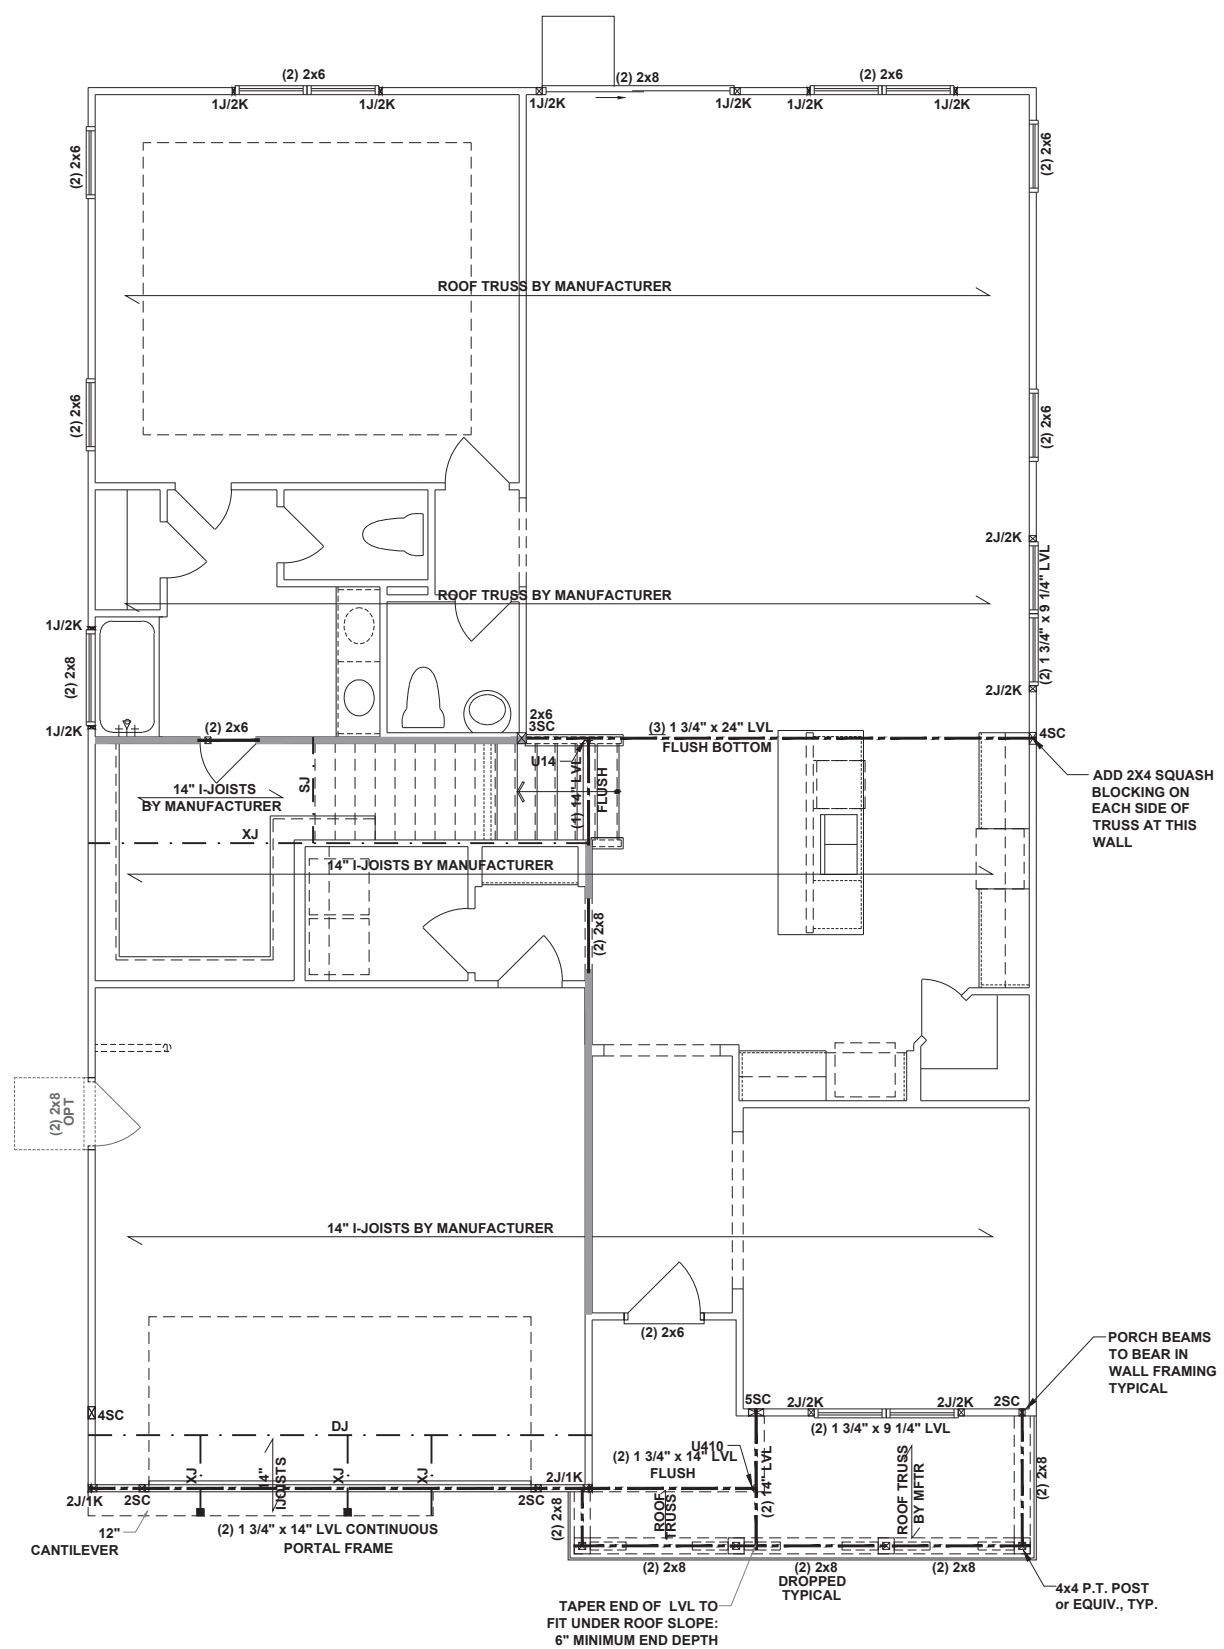 (2) 2x6
(2) 2x8
(2) 2x6
1J/2K
1J/2K
1J/2K
1J/2K
1J/2K
1J/2K
(2) 2x6
(2) 2x6
ROOF TRUSS BY MANUFACTURER
(2) 2x6
(2) 2x6
2J/2K
(2) 1 3/4" x 9 1/4" LVL
ROOF TRUSS BY MANUFACTURER
1J/2K
(2) 2x8
2J/2K
1J/2K
(2) 2x6
2x6
3SC
(3) 1 3/4" x 24" LVL
FLUSH BOTTOM
4SC
U14
ADD 2X4 SQUASH
BLOCKING ON
EACH SIDE OF
TRUSS AT THIS
WALL
14" I-JOISTS
BY MANUFACTURER
SJ
(1) 14" LVL
FLUSH
XJ
14" I-JOISTS BY MANUFACTURER
(2) 2x8
(2) 2x8
OPT
14" I-JOISTS BY MANUFACTURER
(2) 2x6
PORCH BEAMS
TO BEAR IN
WALL FRAMING
TYPICAL
4SC
5SC
2J/2K
2J/2K
2SC
(2) 1 3/4" x 9 1/4" LVL
DJ
U410
(2) 1 3/4" x 14" LVL
FLUSH
XJ
14"
IJOISTS
XJ
XJ
2J/1K
(2) 14" LVL
ROOF TRUSS
BY MFTR
(2) 2x8
2J/1K
2SC
2SC
(2) 2x8
ROOF
TRUSS
12"
CANTILEVER
(2) 1 3/4" x 14" LVL CONTINUOUS
PORTAL FRAME
(2) 2x8
(2) 2x8
(2) 2x8
DROPPED
TYPICAL
4x4 P.T. POST
or EQUIV., TYP.
TAPER END OF LVL TO
FIT UNDER ROOF SLOPE:
6" MINIMUM END DEPTH